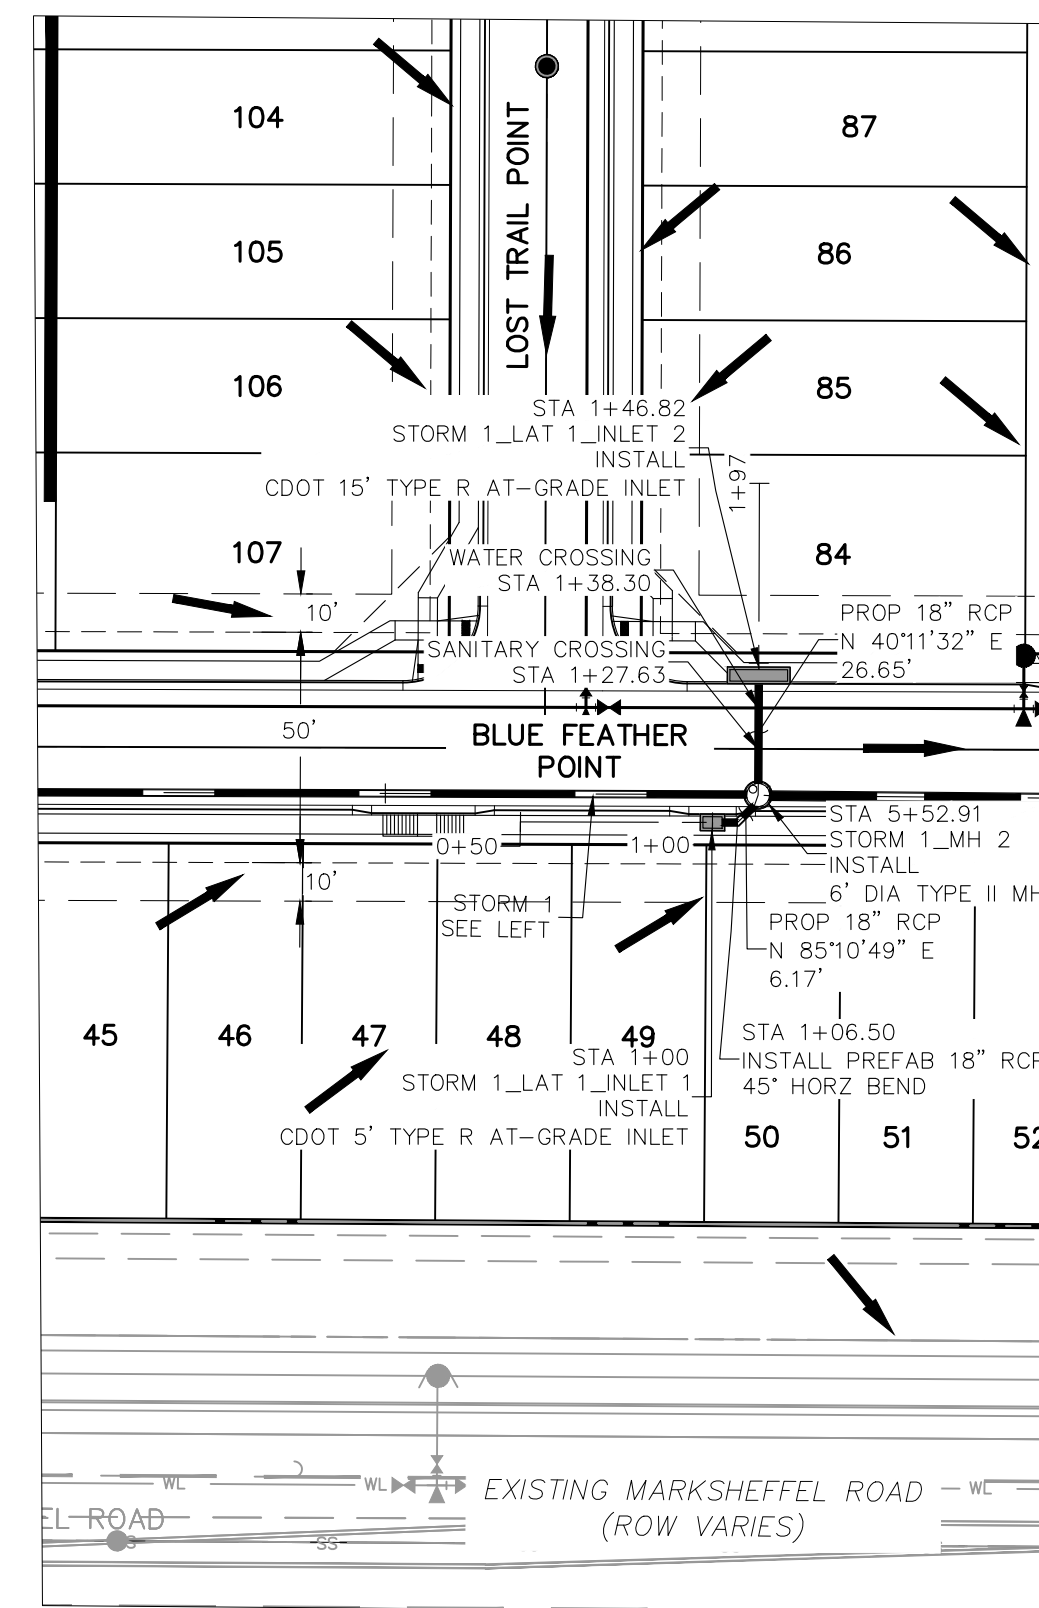 104
87
LOST TRAIL POINT
105
86
106
85
STA 1+46.82
STORM 1_LAT 1_INLET 2
INSTALL
CDOT 15' TYPE R AT-GRADE INLET
1+97
107
84
WATER CROSSING
STA 1+38.30
10'
PROP 18" RCP
N 40°11'32" E
26.65'
SANITARY CROSSING
STA 1+27.63
50'
BLUE FEATHER
POINT
STA 5+52.91
STORM 1_MH 2
INSTALL
6' DIA TYPE II MH
0+50
1+00
10'
STORM 1
SEE LEFT
PROP 18" RCP
N 85°10'49" E
6.17'
45
46
47
48
49
STA 1+06.50
INSTALL PREFAB 18" RCP
45° HORZ BEND
STA 1+00
STORM 1_LAT 1_INLET 1
INSTALL
CDOT 5' TYPE R AT-GRADE INLET
50
51
52
WL
WL
EXISTING MARKSHEFFEL ROAD
(ROW VARIES)
WL
EL ROAD
S
SS